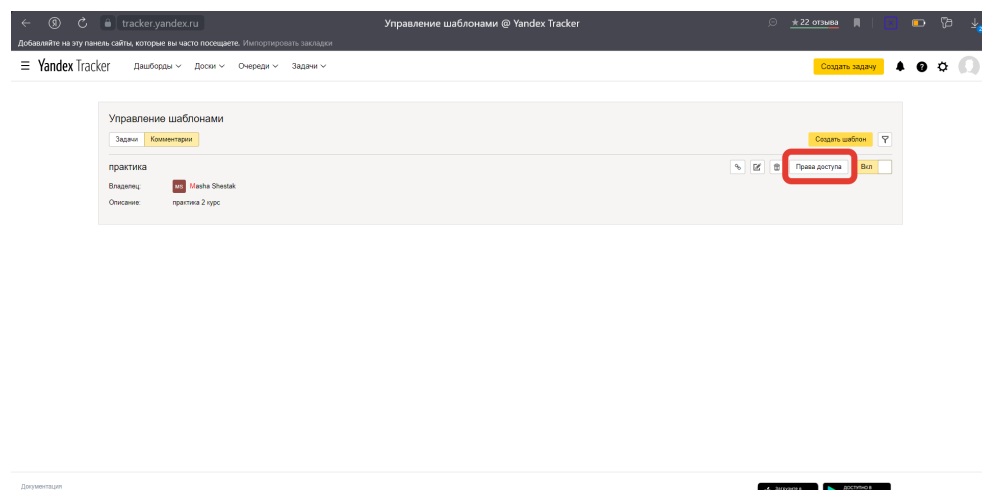 tracker.yandex.ru Управление шаблонами @ Yandex Tracker ★22 отзыва
Добавляйте на эту панель сайты, которые вы часто посещаете. Импортировать закладки
Yandex Tracker Дашборды Доски Очереди Задачи Создать задачу
Управление шаблонами
Задачи Комментарии Создать шаблон
практика Права доступа Вкл
Владелец: MS Masha Shestak
Описание: практика 2 курс
Документация Загрузите в ДОСТУПНО В